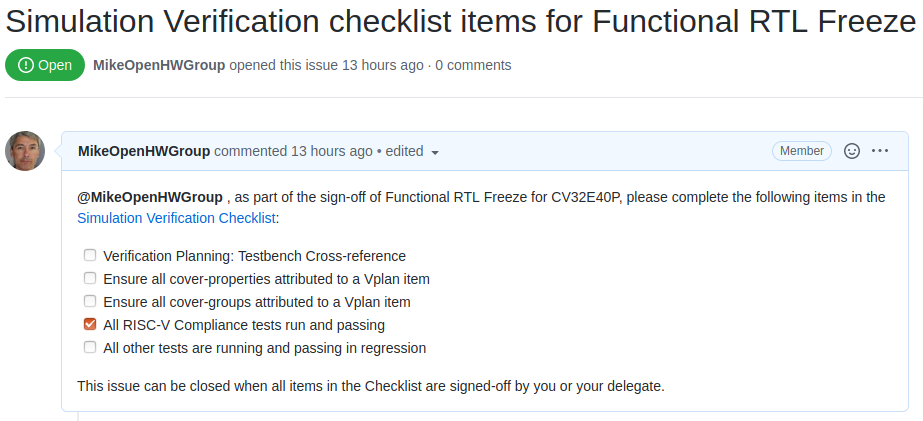 Simulation Verification checklist items for Functional RTL Freeze
Open MikeOpenHWGroup opened this issue 13 hours ago · 0 comments
MikeOpenHWGroup commented 13 hours ago • edited Member
@MikeOpenHWGroup , as part of the sign-off of Functional RTL Freeze for CV32E40P, please complete the following items in the
Simulation Verification Checklist:
Verification Planning: Testbench Cross-reference
Ensure all cover-properties attributed to a Vplan item
Ensure all cover-groups attributed to a Vplan item
All RISC-V Compliance tests run and passing
All other tests are running and passing in regression
This issue can be closed when all items in the Checklist are signed-off by you or your delegate.